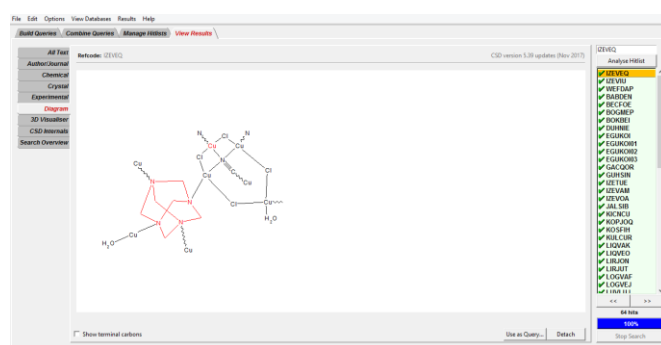 File Edit Options View Databases Results Help
Build Queries Combine Queries Manage Hitlists View Results
All Text
Author/Journal
Chemical
Crystal
Experimental
Diagram
3D Visualiser
CSD Internals
Search Overview
Refcode: IZEVEQ CSD version 5.39 updates (Nov 2017)
N Cl N
Cu Cu
Cl N Cl
Cu C
Cu Cu
N N Cl Cu
H2O
N N
Cu
H2O Cu
Show terminal carbons Use as Query... Detach
IZEVEQ
Analyse Hitlist
IZEVEQ
IZEVIU
WEFDAP
BABDEN
BECFOE
BOGMEP
BOKBEI
DUHNIE
EGUKOI
EGUKOI01
EGUKOI02
EGUKOI03
GACQOR
GUHSIN
IZETUE
IZEVAM
IZEVOA
JALSIB
KICNCU
KOPJOQ
KOSFIH
KULCUR
LIQVAK
LIQVEO
LIRJON
LIRJUT
LOGVAF
LOGVEJ
<< >>
64 hits
100%
Stop Search